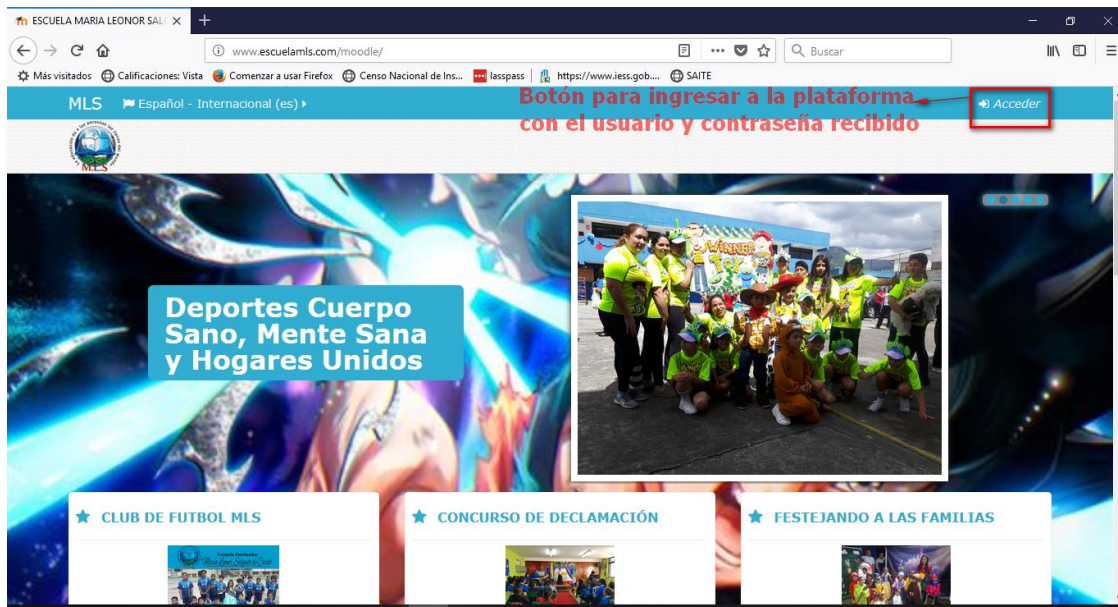 ESCUELA MARIA LEONOR SAL
www.escuelamls.com/moodle/
Buscar
Más visitados Calificaciones: Vista Comenzar a usar Firefox Censo Nacional de Ins... lasspass https://www.iess.gob.... SAITE
MLS Español - Internacional (es)
Botón para ingresar a la plataforma
con el usuario y contraseña recibido
Acceder
M.L.S
WINNER
Deportes Cuerpo
Sano, Mente Sana
y Hogares Unidos
CLUB DE FUTBOL MLS
CONCURSO DE DECLAMACIÓN
FESTEJANDO A LAS FAMILIAS
Escuela Particular